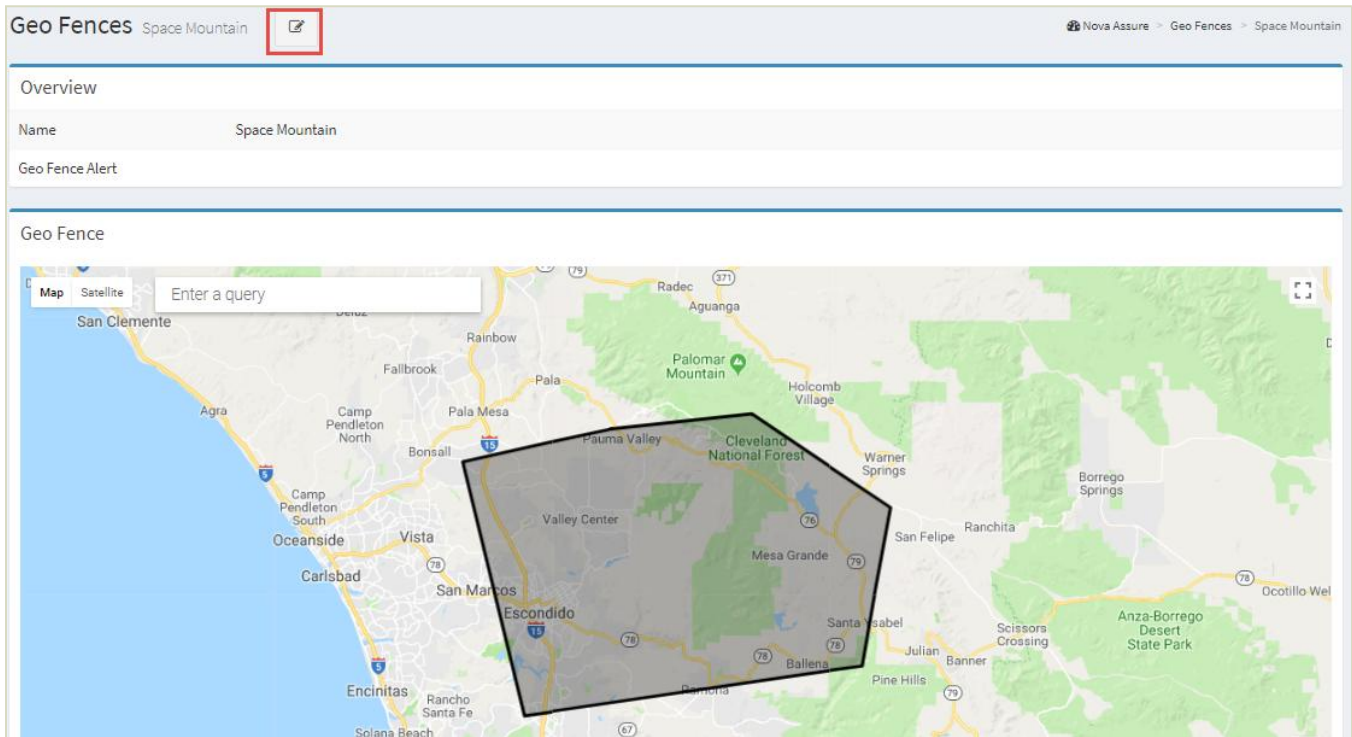 Geo Fences Space Mountain
Nova Assure > Geo Fences > Space Mountain
Overview
Name Space Mountain
Geo Fence Alert
Geo Fence
Map Satellite Enter a query
79
371
Radec
Aguanga
San Clemente
Rainbow
Fallbrook
Palomar
Mountain
Pala
Holcomb
Village
Agra
Camp
Pendleton
North
Pala Mesa
Bonsall
15
Pauma Valley
Cleveland
National Forest
Warner
Springs
5
Borrego
Springs
Camp
Pendleton
South
Valley Center
76
Ranchita
Oceanside
Vista
San Felipe
Mesa Grande
79
78
Carlsbad
San Marcos
78
Ocotillo Wel
Escondido
15
Santa Ysabel
Scissors
Crossing
Anza-Borrego
Desert
State Park
78
78
78
Julian
Banner
Ballena
5
Pine Hills
Encinitas
Ramona
79
Rancho
Santa Fe
67
Solana Beach